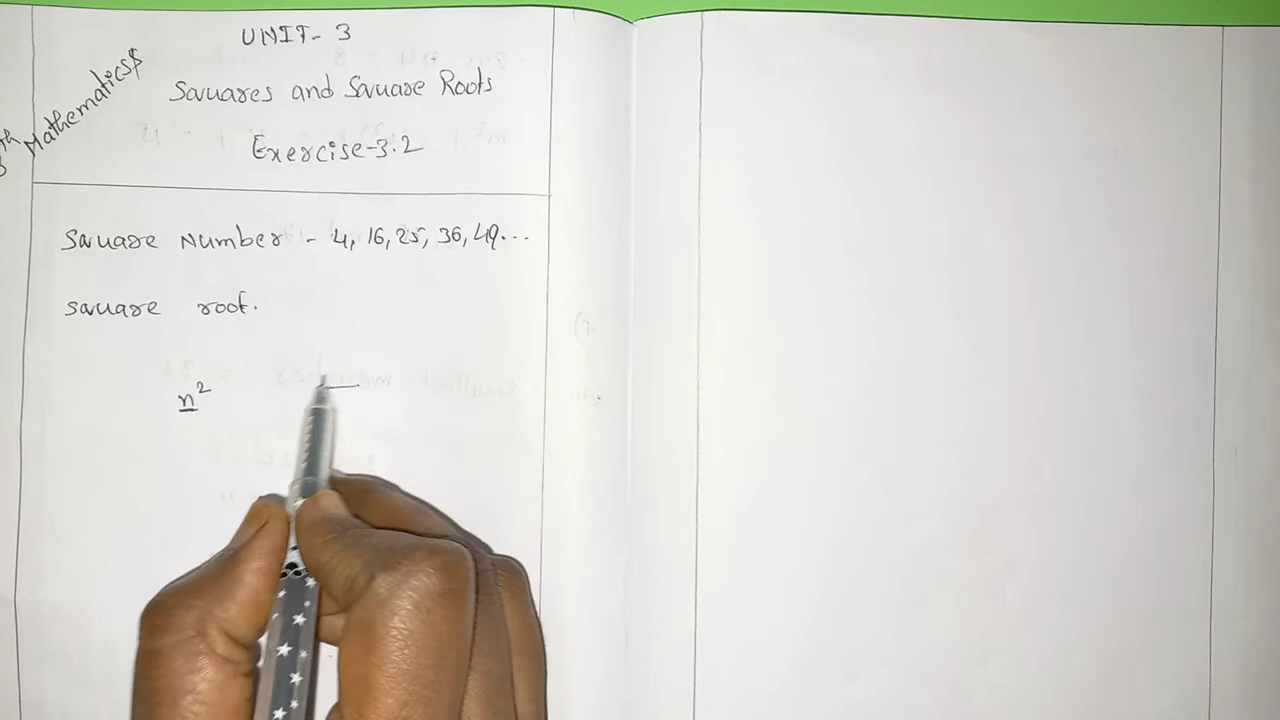 UNIT- 3
Mathematics
Squares and Square Roots
Exercise-3.2
Square Number - 4, 16, 25, 36, 49...
square root.
n²